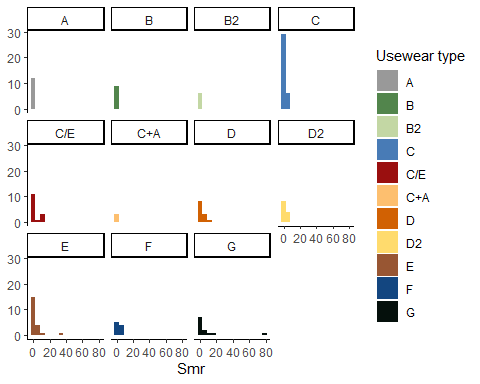 A B B2 C
30
20
10
0
C/E C+A D D2
30
20
10
0
0 20 40 60 80
E F G
30
20
10
0
0 20 40 60 80 0 20 40 60 80 0 20 40 60 80
Smr
Usewear type
A
B
B2
C
C/E
C+A
D
D2
E
F
G